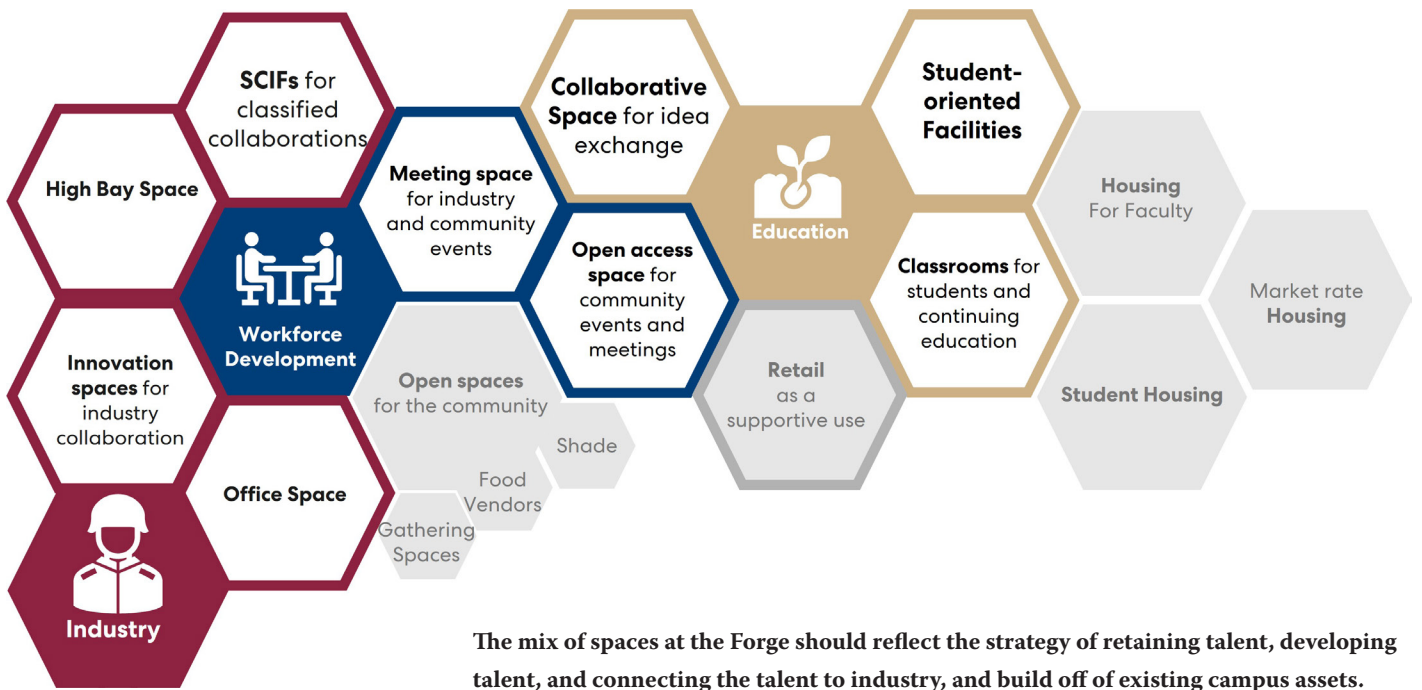 SCIFs for
classified
collaborations
High Bay Space
Meeting space
for industry
and community
events
Collaborative
Space for idea
exchange
Student-
oriented
Facilities
Education
Housing
For Faculty
Workforce
Development
Open access
space for
community
events and
meetings
Classrooms for
students and
continuing
education
Market rate
Housing
Innovation
spaces for
industry
collaboration
Open spaces
for the community
Shade
Food
Vendors
Gathering
Spaces
Retail
as a
supportive use
Student Housing
Office Space
Industry
The mix of spaces at the Forge should reflect the strategy of retaining talent, developing
talent, and connecting the talent to industry, and build off of existing campus assets.